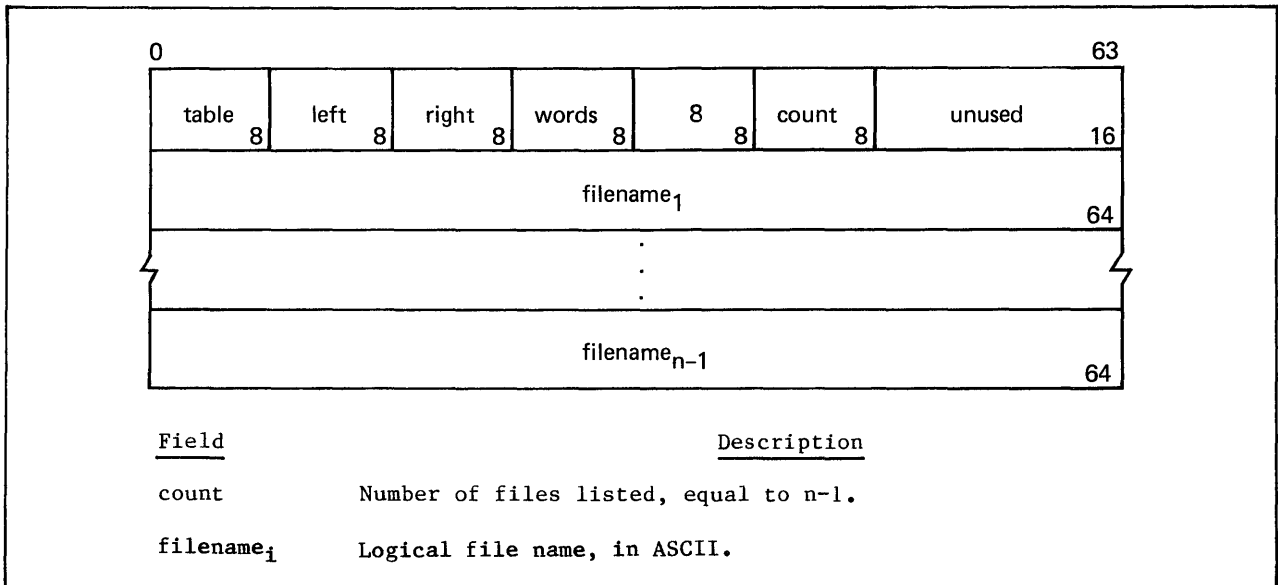 0 63
table left right words 8 count unused
8 8 8 8 8 8 16
filename1
64
.
.
.
filenamen-1
64
Field Description
count Number of files listed, equal to n-1.
filenamei Logical file name, in ASCII.